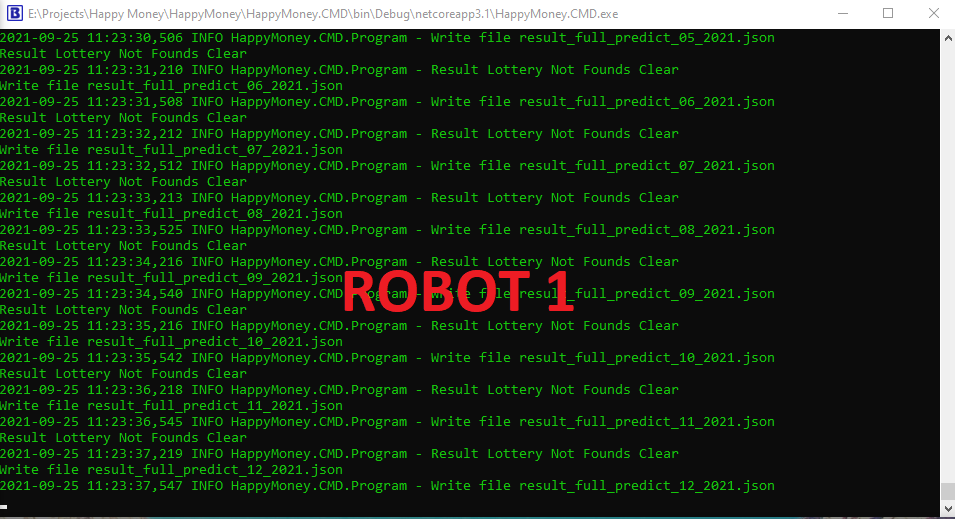 E:\Projects\Happy Money\HappyMoney\HappyMoney.CMD\bin\Debug\netcoreapp3.1\HappyMoney.CMD.exe
2021-09-25 11:23:30,506 INFO HappyMoney.CMD.Program - Write file result_full_predict_05_2021.json
Result Lottery Not Founds Clear
2021-09-25 11:23:31,210 INFO HappyMoney.CMD.Program - Result Lottery Not Founds Clear
Write file result_full_predict_06_2021.json
2021-09-25 11:23:31,508 INFO HappyMoney.CMD.Program - Write file result_full_predict_06_2021.json
Result Lottery Not Founds Clear
2021-09-25 11:23:32,212 INFO HappyMoney.CMD.Program - Result Lottery Not Founds Clear
Write file result_full_predict_07_2021.json
2021-09-25 11:23:32,512 INFO HappyMoney.CMD.Program - Write file result_full_predict_07_2021.json
Result Lottery Not Founds Clear
2021-09-25 11:23:33,213 INFO HappyMoney.CMD.Program - Result Lottery Not Founds Clear
Write file result_full_predict_08_2021.json
2021-09-25 11:23:33,525 INFO HappyMoney.CMD.Program - Write file result_full_predict_08_2021.json
Result Lottery Not Founds Clear
2021-09-25 11:23:34,216 INFO HappyMoney.CMD.Program - Result Lottery Not Founds Clear
Write file result_full_predict_09_2021.json
ROBOT 1
2021-09-25 11:23:34,540 INFO HappyMoney.CMD.Program - Write file result_full_predict_09_2021.json
Result Lottery Not Founds Clear
2021-09-25 11:23:35,216 INFO HappyMoney.CMD.Program - Result Lottery Not Founds Clear
Write file result_full_predict_10_2021.json
2021-09-25 11:23:35,542 INFO HappyMoney.CMD.Program - Write file result_full_predict_10_2021.json
Result Lottery Not Founds Clear
2021-09-25 11:23:36,218 INFO HappyMoney.CMD.Program - Result Lottery Not Founds Clear
Write file result_full_predict_11_2021.json
2021-09-25 11:23:36,545 INFO HappyMoney.CMD.Program - Write file result_full_predict_11_2021.json
Result Lottery Not Founds Clear
2021-09-25 11:23:37,219 INFO HappyMoney.CMD.Program - Result Lottery Not Founds Clear
Write file result_full_predict_12_2021.json
2021-09-25 11:23:37,547 INFO HappyMoney.CMD.Program - Write file result_full_predict_12_2021.json